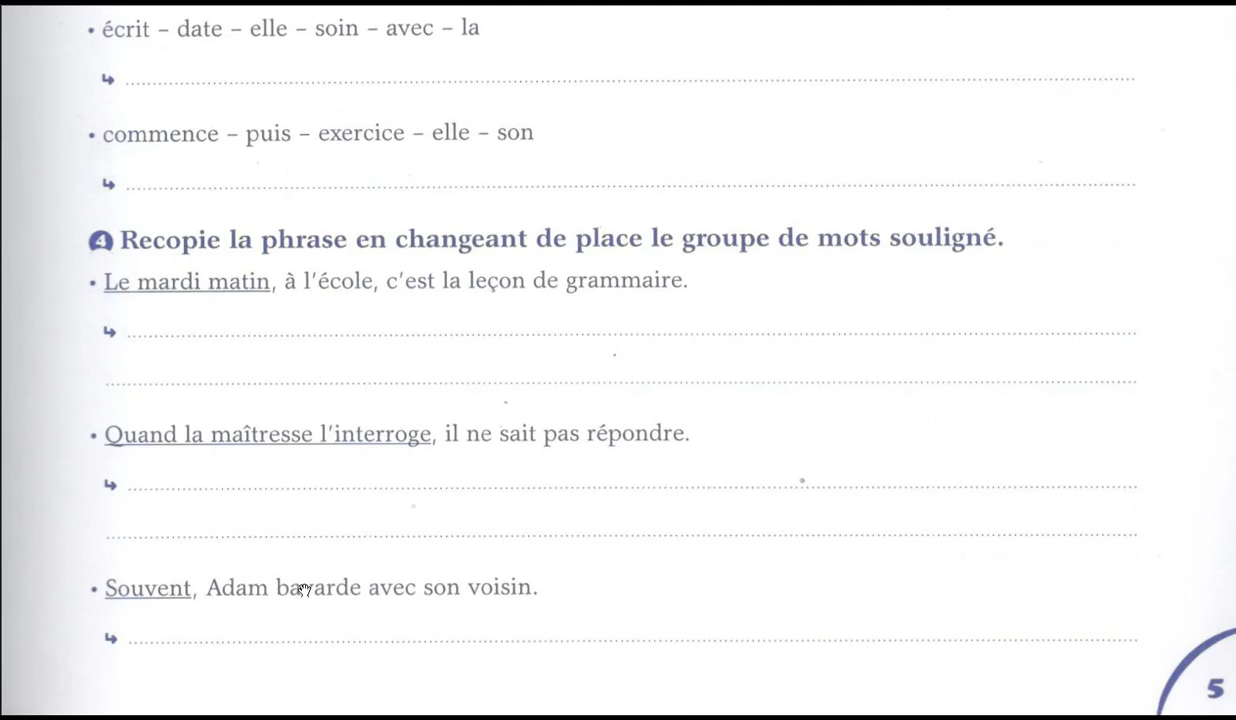 • écrit – date – elle – soin – avec – la
• commence – puis – exercice – elle – son
4 Recopie la phrase en changeant de place le groupe de mots souligné.
• Le mardi matin, à l'école, c'est la leçon de grammaire.
• Quand la maîtresse l'interroge, il ne sait pas répondre.
• Souvent, Adam bavarde avec son voisin.
5